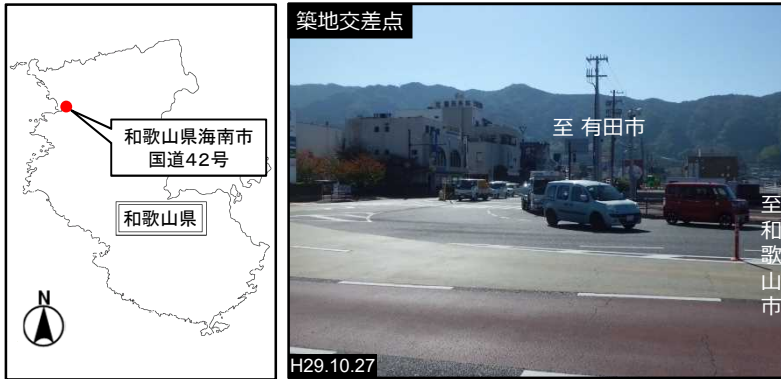 和歌山県海南市
国道42号
和歌山県
N
築地交差点
至 有田市
至和歌山市
H29.10.27